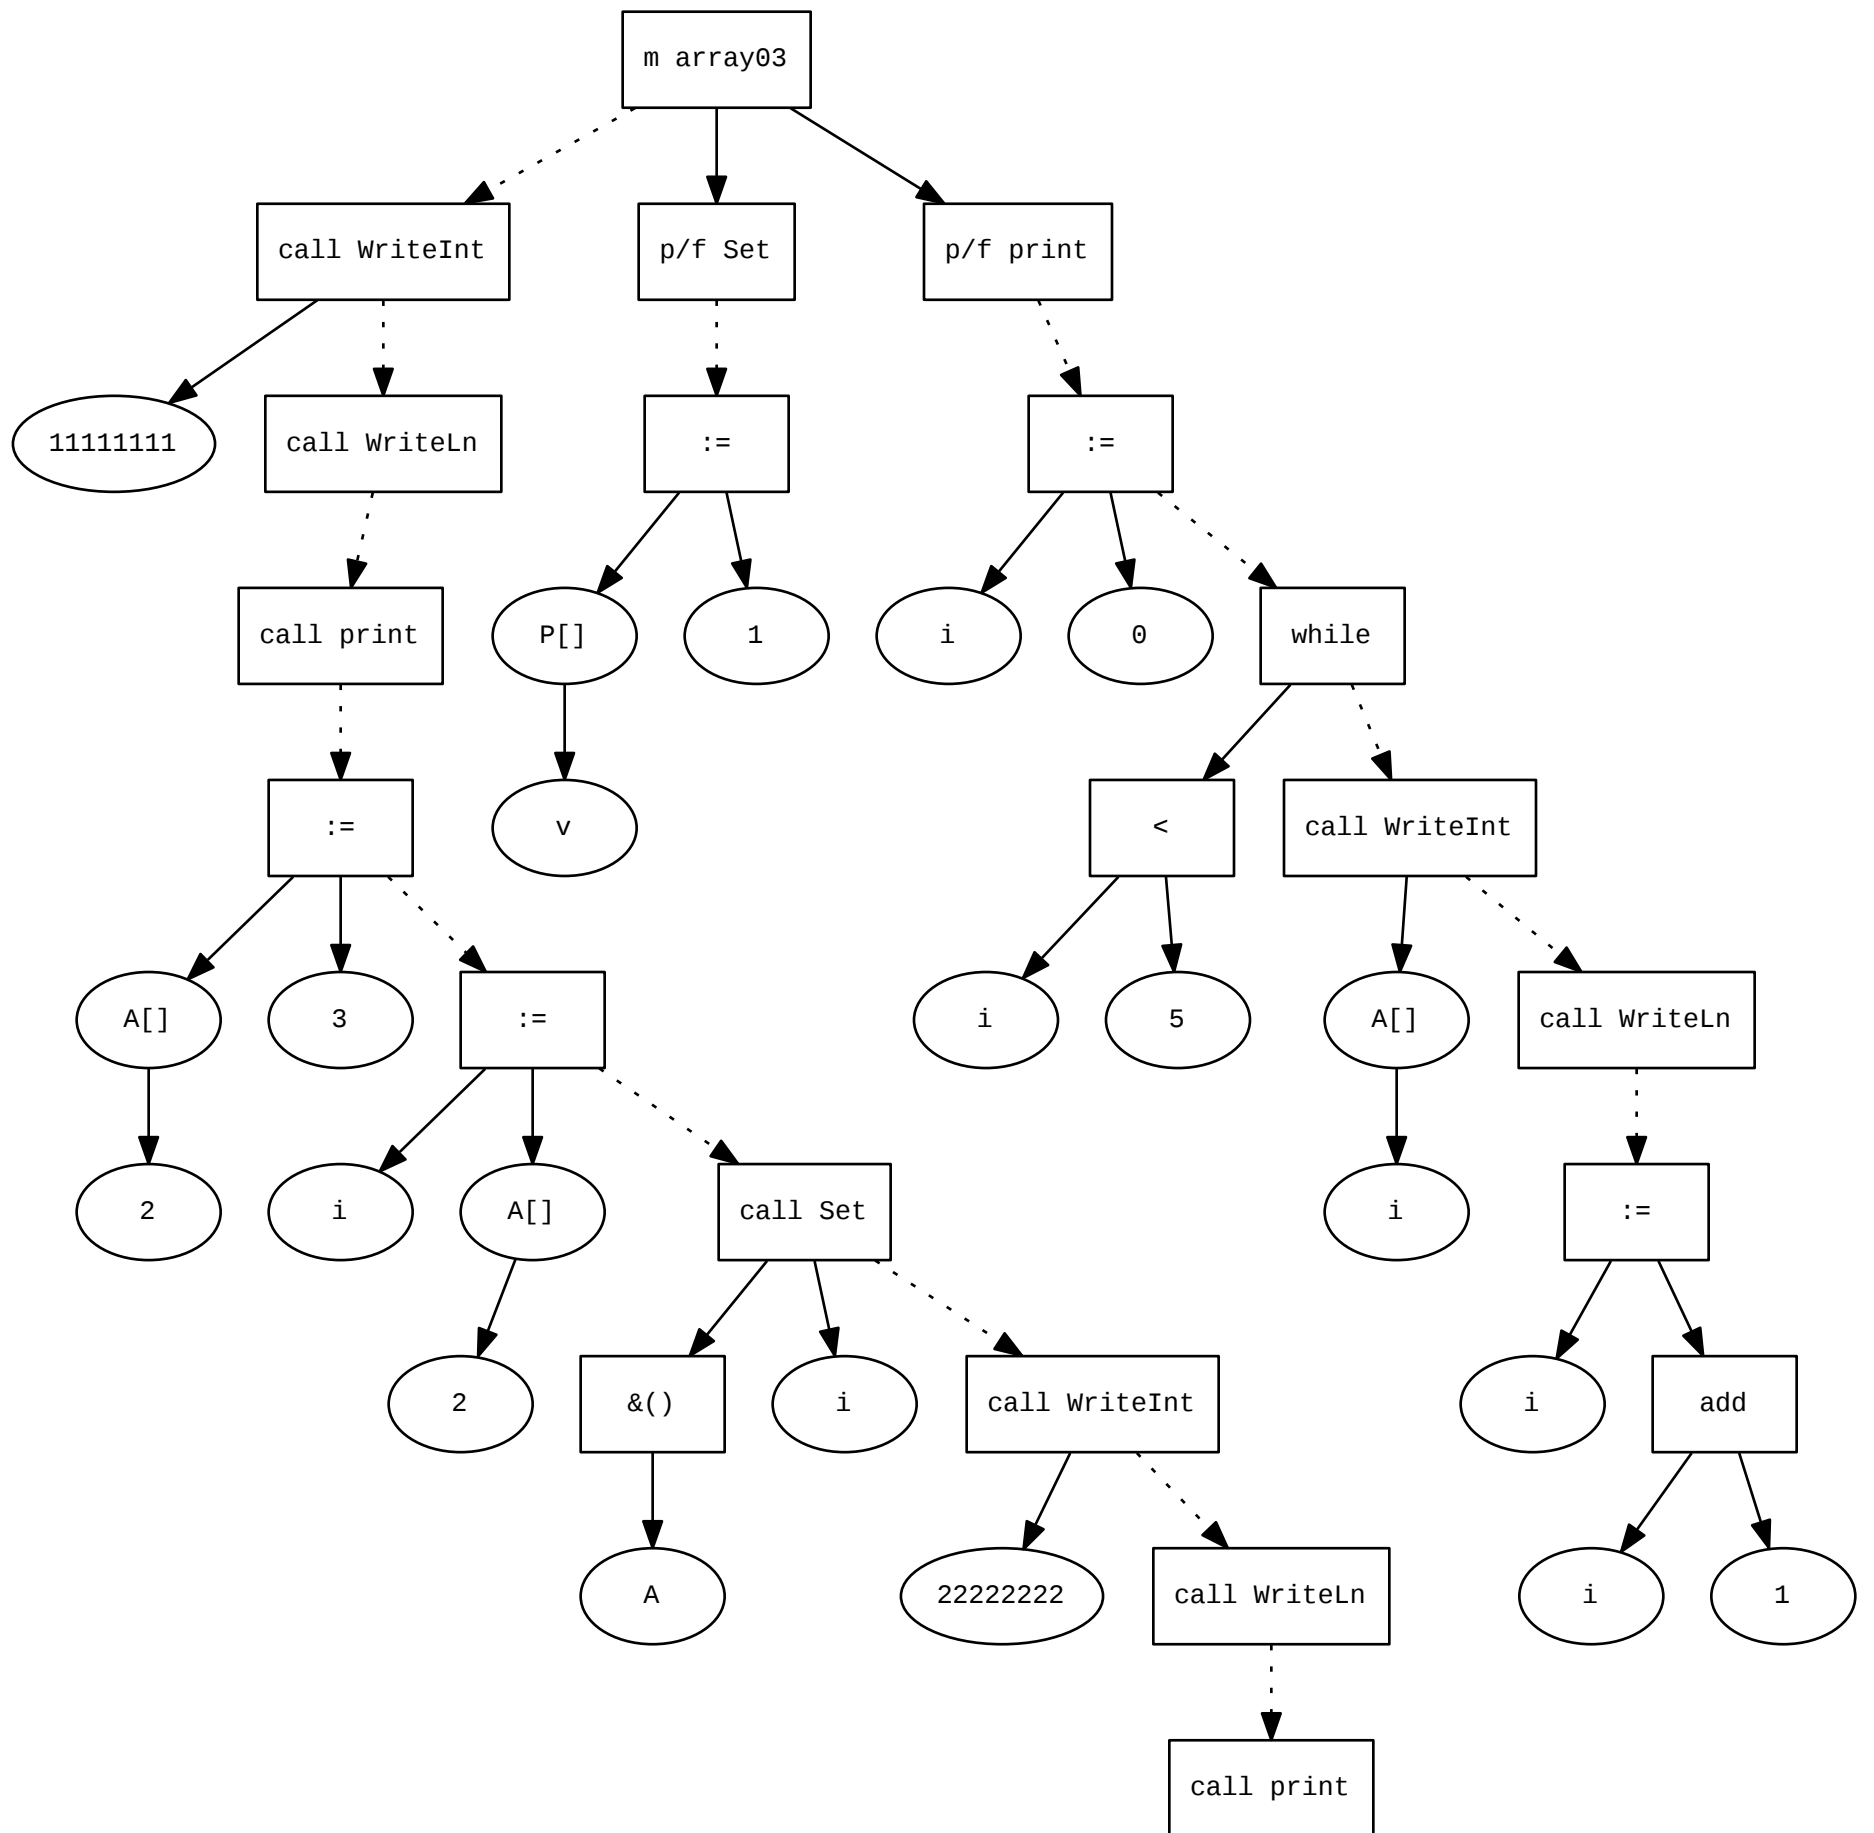 m array03
call WriteInt
p/f Set
p/f print
11111111
call WriteLn
:=
:=
call print
P[]
1
i
0
while
:=
v
<
call WriteInt
A[]
3
:=
i
5
A[]
call WriteLn
2
i
A[]
call Set
i
:=
2
&()
i
call WriteInt
i
add
A
22222222
call WriteLn
i
1
call print